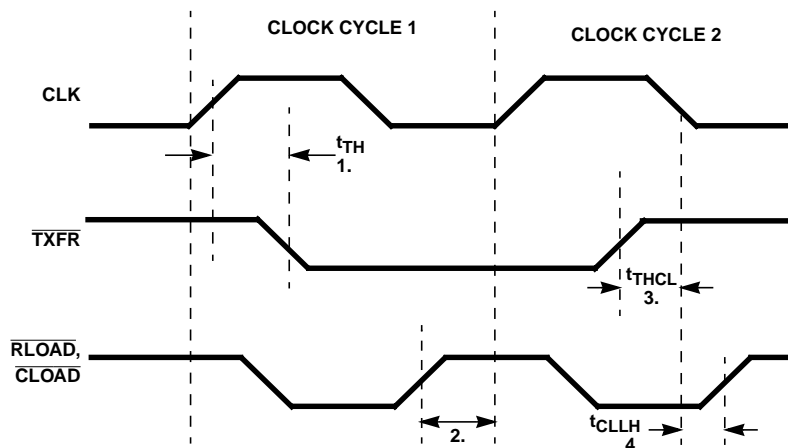 CLOCK CYCLE 1
CLOCK CYCLE 2
CLK
tTH
1.
TXFR
tTHCL
3.
RLOAD,
CLOAD
2.
tCLLH
4